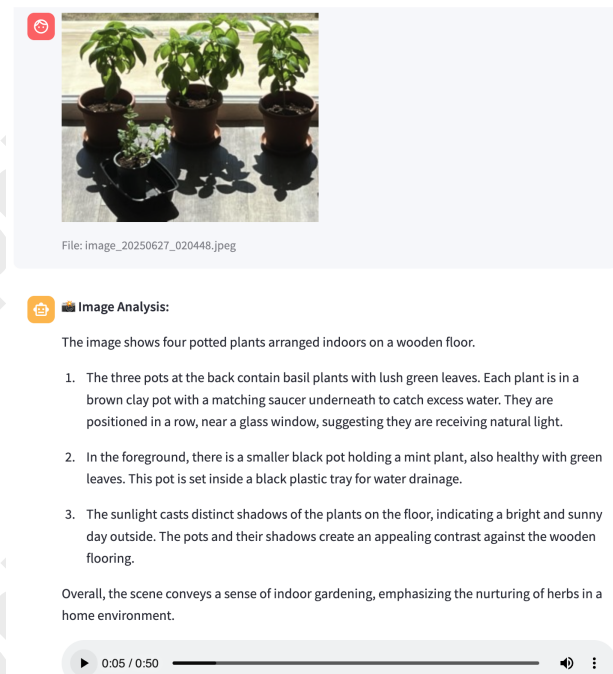 File: image_20250627_020448.jpeg
📸 Image Analysis:
The image shows four potted plants arranged indoors on a wooden floor.
1. The three pots at the back contain basil plants with lush green leaves. Each plant is in a
brown clay pot with a matching saucer underneath to catch excess water. They are
positioned in a row, near a glass window, suggesting they are receiving natural light.
2. In the foreground, there is a smaller black pot holding a mint plant, also healthy with green
leaves. This pot is set inside a black plastic tray for water drainage.
3. The sunlight casts distinct shadows of the plants on the floor, indicating a bright and sunny
day outside. The pots and their shadows create an appealing contrast against the wooden
flooring.
Overall, the scene conveys a sense of indoor gardening, emphasizing the nurturing of herbs in a
home environment.
0:05 / 0:50